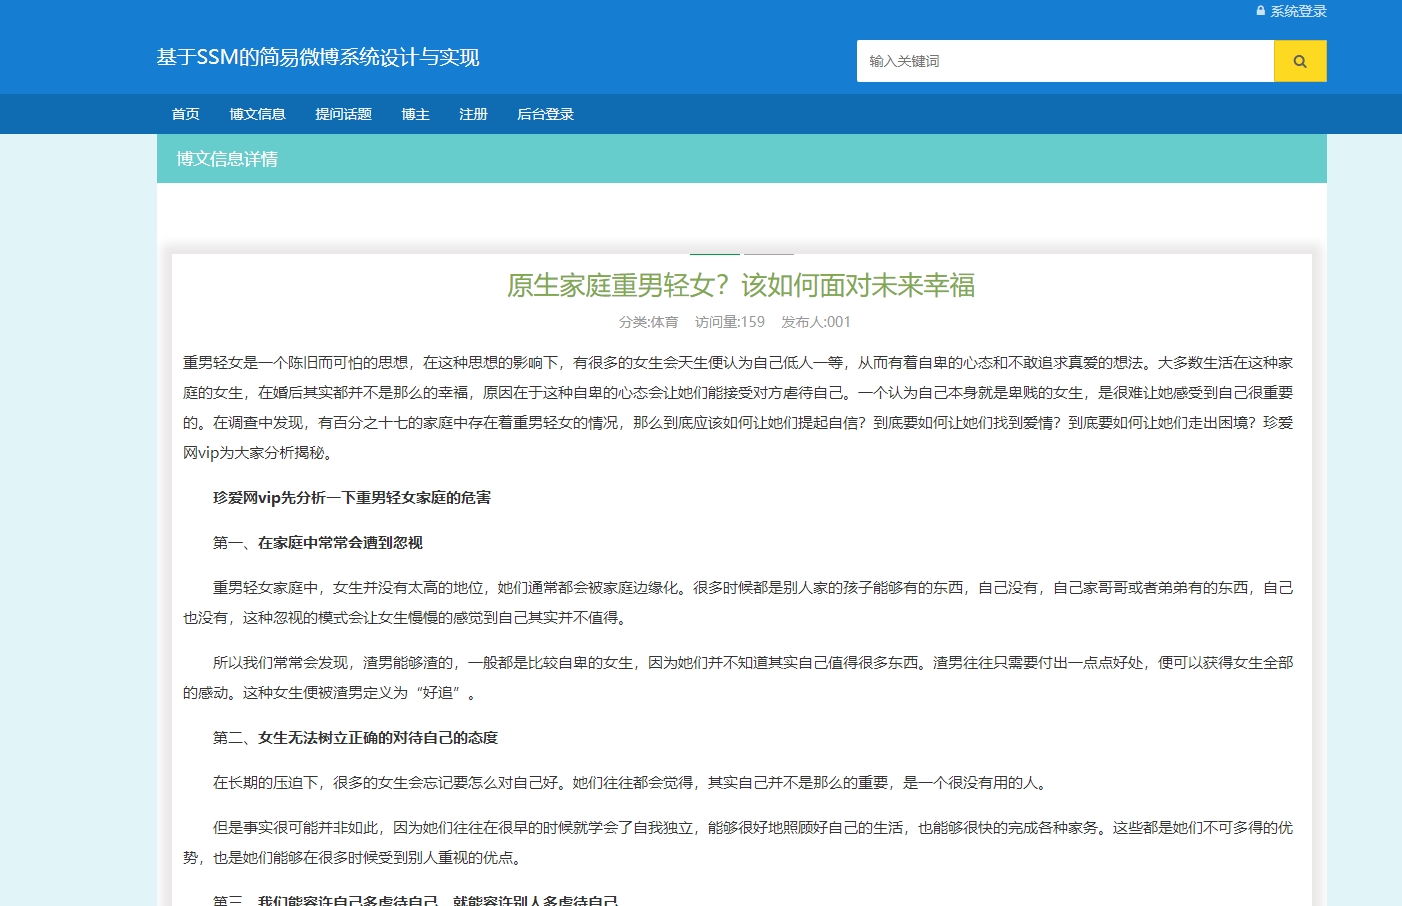 系统登录
基于SSM的简易微博系统设计与实现
输入关键词
首页 博文信息 提问话题 博主 注册 后台登录
博文信息详情
原生家庭重男轻女？该如何面对未来幸福
分类:体育 访问量:159 发布人:001
重男轻女是一个陈旧而可怕的思想，在这种思想的影响下，有很多的女生会天生便认为自己低人一等，从而有着自卑的心态和不敢追求真爱的想法。大多数生活在这种家
庭的女生，在婚后其实都并不是那么的幸福，原因在于这种自卑的心态会让她们能接受对方虐待自己。一个认为自己本身就是卑贱的女生，是很难让她感受到自己很重要
的。在调查中发现，有百分之十七的家庭中存在着重男轻女的情况，那么到底应该如何让她们提起自信？到底要如何让她们找到爱情？到底要如何让她们走出困境？珍爱
网vip为大家分析揭秘。
珍爱网vip先分析一下重男轻女家庭的危害
第一、在家庭中常常会遭到忽视
重男轻女家庭中，女生并没有太高的地位，她们通常都会被家庭边缘化。很多时候都是别人家的孩子能够有的东西，自己没有，自己家哥哥或者弟弟有的东西，自己
也没有，这种忽视的模式会让女生慢慢的感觉到自己其实并不值得。
所以我们常常会发现，渣男能够渣的，一般都是比较自卑的女生，因为她们并不知道其实自己值得很多东西。渣男往往只需要付出一点点好处，便可以获得女生全部
的感动。这种女生便被渣男定义为“好追”。
第二、女生无法树立正确的对待自己的态度
在长期的压迫下，很多的女生会忘记要怎么对自己好。她们往往都会觉得，其实自己并不是那么的重要，是一个很没有用的人。
但是事实很可能并非如此，因为她们往往在很早的时候就学会了自我独立，能够很好地照顾好自己的生活，也能够很快的完成各种家务。这些都是她们不可多得的优
势，也是她们能够在很多时候受到别人重视的优点。
第三、我们能容许自己多虐待自己，就能容许别人多虐待自己